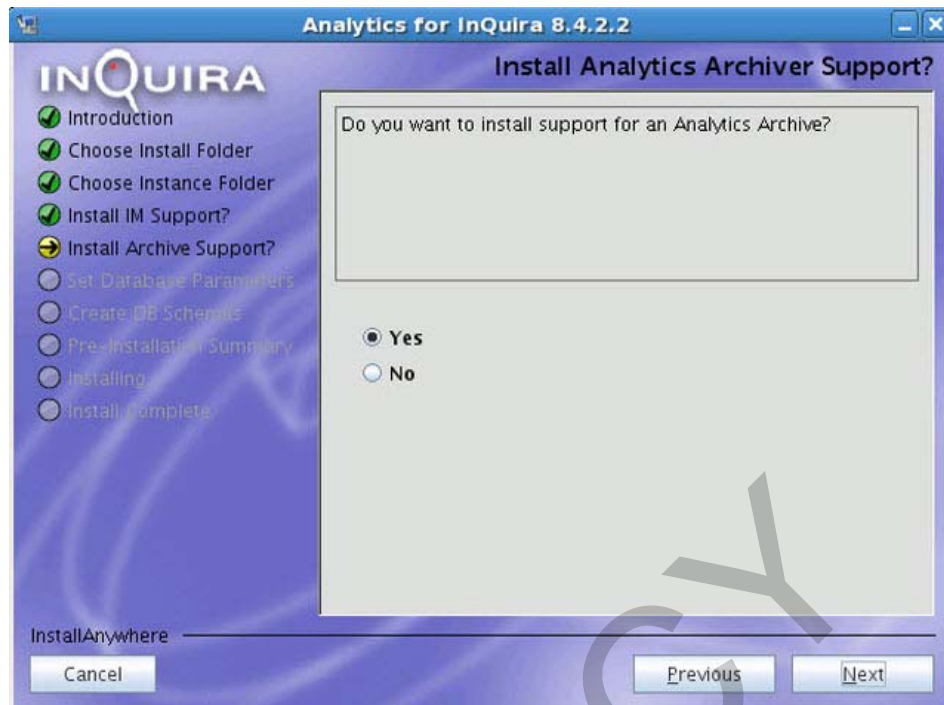 Analytics for InQuira 8.4.2.2
INQUIRA
Install Analytics Archiver Support?
Introduction
Choose Install Folder
Choose Instance Folder
Install IM Support?
Install Archive Support?
Set Database Parameters
Create DB Schemas
Pre-Installation Summary
Installing...
Install Complete
Do you want to install support for an Analytics Archive?
Yes
No
InstallAnywhere
Cancel
Previous
Next
CY